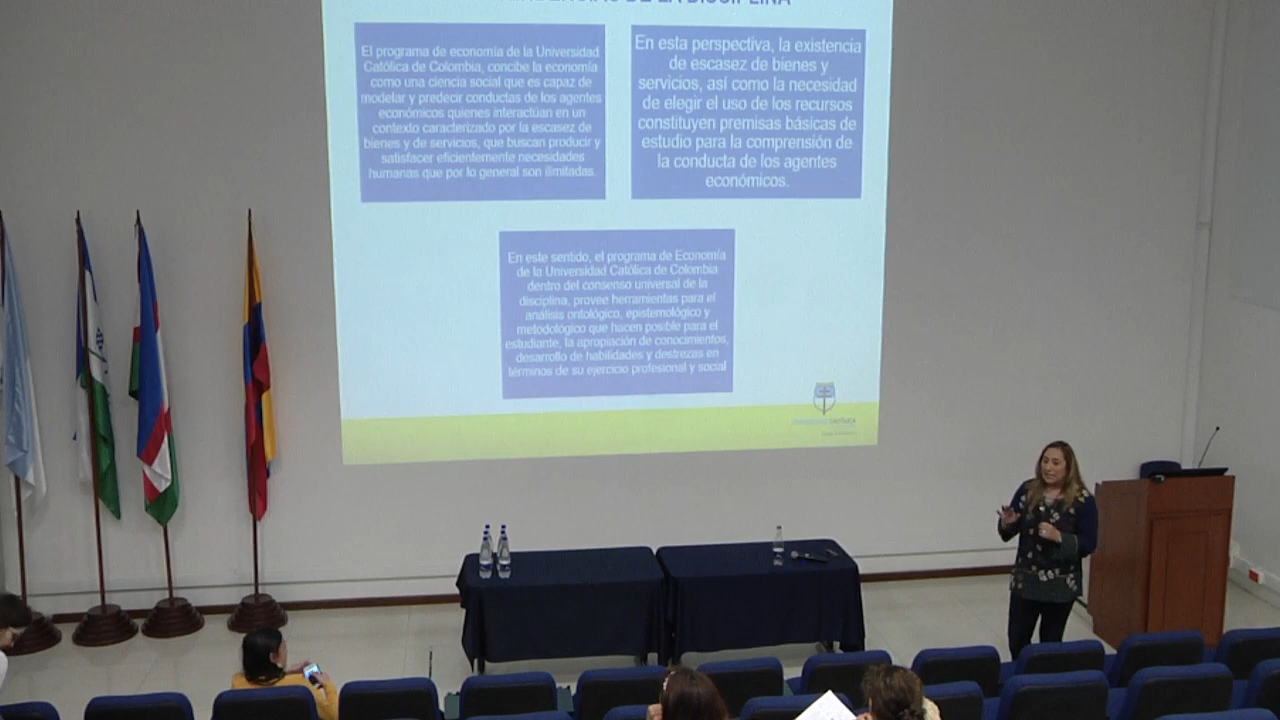 DE LA DISCIPLINA
El programa de economía de la Universidad
Católica de Colombia, concibe la economía
como una ciencia social que es capaz de
modelar y predecir conductas de los agentes
económicos quienes interactúan en un
contexto caracterizado por la escasez de
bienes y de servicios, que buscan producir y
satisfacer eficientemente necesidades
humanas que por lo general son ilimitadas.
En esta perspectiva, la existencia
de escasez de bienes y
servicios, así como la necesidad
de elegir el uso de los recursos
constituyen premisas básicas de
estudio para la comprensión de
la conducta de los agentes
económicos.
En este sentido, el programa de Economía
de la Universidad Católica de Colombia
dentro del consenso universal de la
disciplina, provee herramientas para el
análisis ontológico, epistemológico y
metodológico que hacen posible para el
estudiante, la apropiación de conocimientos,
desarrollo de habilidades y destrezas en
términos de su ejercicio profesional y social